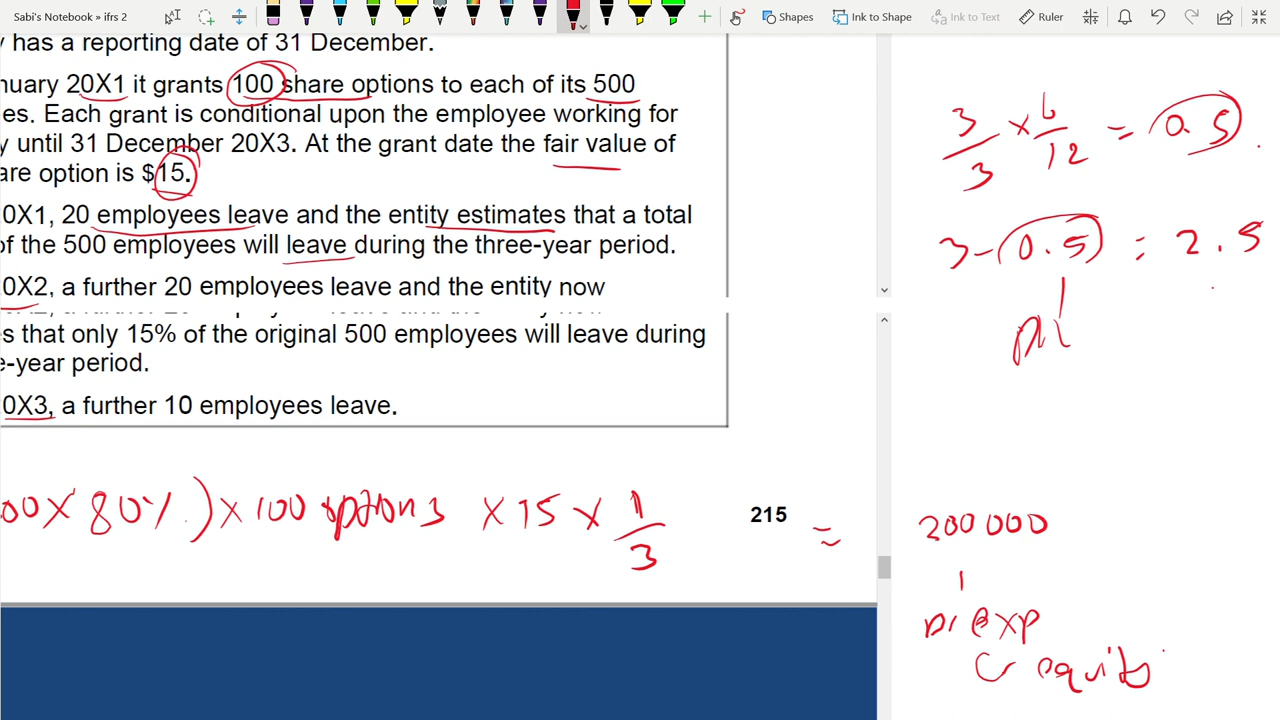 Sabi's Notebook » ifrs 2
Shapes
Ink to Shape
Ink to Text
Ruler
y has a reporting date of 31 December.
nuary 20X1 it grants 100 share options to each of its 500
es. Each grant is conditional upon the employee working for
y until 31 December 20X3. At the grant date the fair value of
are option is $15.
0X1, 20 employees leave and the entity estimates that a total
of the 500 employees will leave during the three-year period.
0X2, a further 20 employees leave and the entity now
s that only 15% of the original 500 employees will leave during
e-year period.
0X3, a further 10 employees leave.
00 x 80%) x 100 options x 15 x 1/3
215
=
3/3 x 6/12 = 0.5
3 - 0.5 = 2.5
200 000
Dr exp
Cr equity